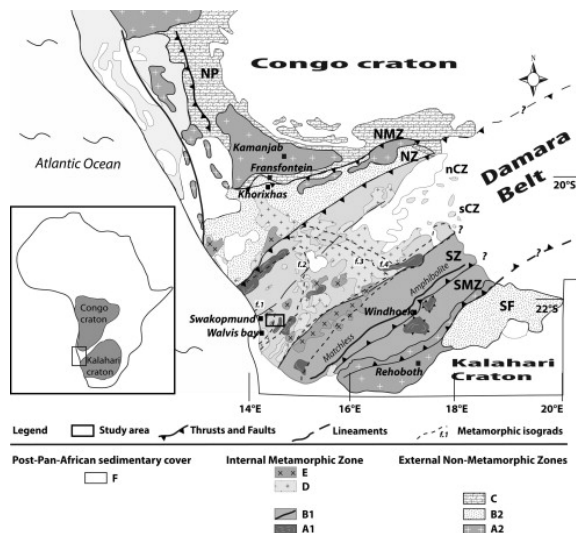 Congo craton
N
NP
NMZ
Kamanjab
NZ
Fransfontein
Atlantic Ocean
Khorixhas
nCZ
Damara
Belt
20°S
sCZ
?
?
?
?
f.2
f.3
f.4
SZ
f.1
Amphibolite
SMZ
Swakopmund
Walvis bay
Windhoek
SF
22°S
Matchless
Congo
craton
Kalahari
craton
Rehoboth
Kalahari
Craton
14°E
16°E
18°E
20°E
Legend
Study area
Thrusts and Faults
Lineaments
f.1
Metamorphic isograds
Post-Pan-African sedimentary cover
Internal Metamorphic Zone
External Non-Metamorphic Zones
F
E
D
C
B1
B2
A1
A2